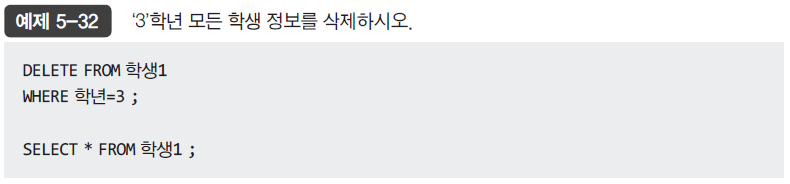 예제 5-32 '3'학년 모든 학생 정보를 삭제하시오.
DELETE FROM 학생1
WHERE 학년=3 ;
SELECT * FROM 학생1 ;